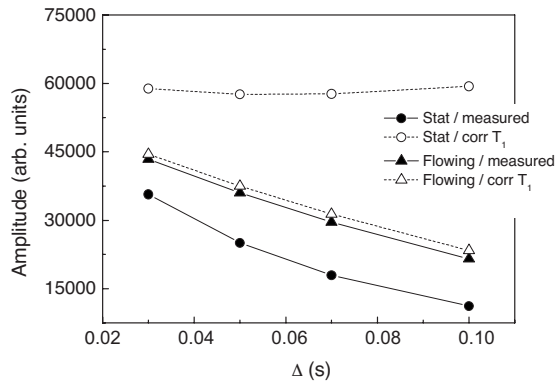 75000
60000
45000
30000
15000
Amplitude (arb. units)
Stat / measured
Stat / corr T₁
Flowing / measured
Flowing / corr T₁
0.02 0.04 0.06 0.08 0.10
Δ (s)